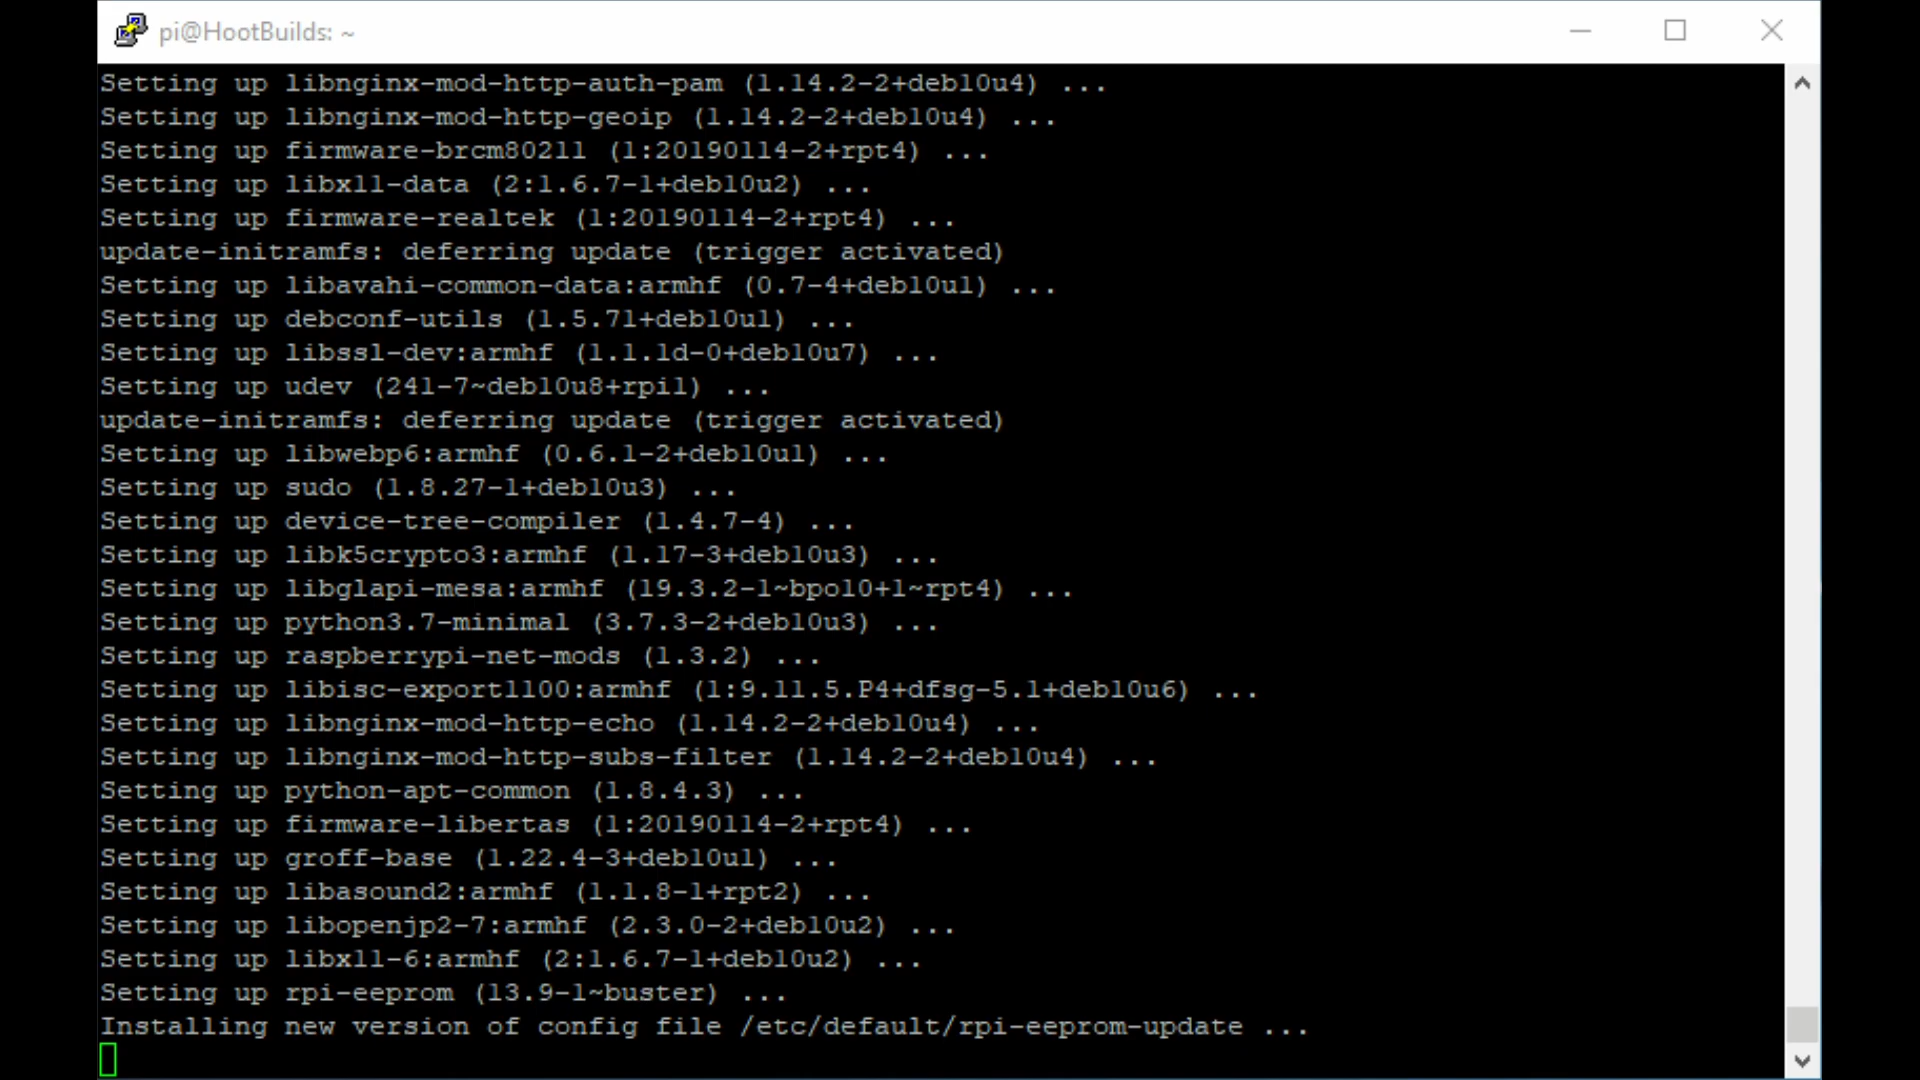 pi@HootBuilds: ~
Setting up libnginx-mod-http-auth-pam (1.14.2-2+deb10u4) ...
Setting up libnginx-mod-http-geoip (1.14.2-2+deb10u4) ...
Setting up firmware-brcm80211 (1:20190114-2+rpt4) ...
Setting up libx11-data (2:1.6.7-1+deb10u2) ...
Setting up firmware-realtek (1:20190114-2+rpt4) ...
update-initramfs: deferring update (trigger activated)
Setting up libavahi-common-data:armhf (0.7-4+deb10u1) ...
Setting up debconf-utils (1.5.71+deb10u1) ...
Setting up libssl-dev:armhf (1.1.1d-0+deb10u7) ...
Setting up udev (241-7~deb10u8+rpi1) ...
update-initramfs: deferring update (trigger activated)
Setting up libwebp6:armhf (0.6.1-2+deb10u1) ...
Setting up sudo (1.8.27-1+deb10u3) ...
Setting up device-tree-compiler (1.4.7-4) ...
Setting up libk5crypto3:armhf (1.17-3+deb10u3) ...
Setting up libglapi-mesa:armhf (19.3.2-1~bpo10+1~rpt4) ...
Setting up python3.7-minimal (3.7.3-2+deb10u3) ...
Setting up raspberrypi-net-mods (1.3.2) ...
Setting up libisc-export1100:armhf (1:9.11.5.P4+dfsg-5.1+deb10u6) ...
Setting up libnginx-mod-http-echo (1.14.2-2+deb10u4) ...
Setting up libnginx-mod-http-subs-filter (1.14.2-2+deb10u4) ...
Setting up python-apt-common (1.8.4.3) ...
Setting up firmware-libertas (1:20190114-2+rpt4) ...
Setting up groff-base (1.22.4-3+deb10u1) ...
Setting up libasound2:armhf (1.1.8-1+rpt2) ...
Setting up libopenjp2-7:armhf (2.3.0-2+deb10u2) ...
Setting up libx11-6:armhf (2:1.6.7-1+deb10u2) ...
Setting up rpi-eeprom (13.9-1~buster) ...
Installing new version of config file /etc/default/rpi-eeprom-update ...